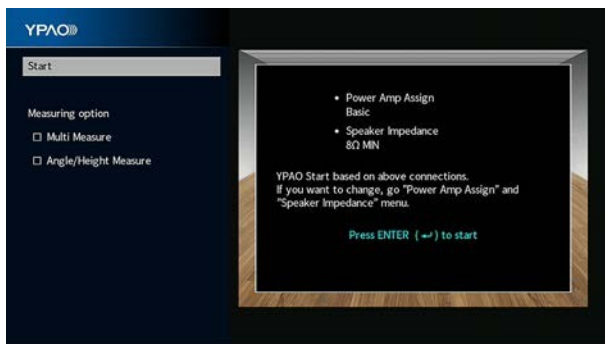 YPAO
Start
Measuring option
Multi Measure
Angle/Height Measure
• Power Amp Assign
Basic
• Speaker Impedance
8Ω MIN
YPAO Start based on above connections.
If you want to change, go "Power Amp Assign" and
"Speaker Impedance" menu.
Press ENTER (↵) to start